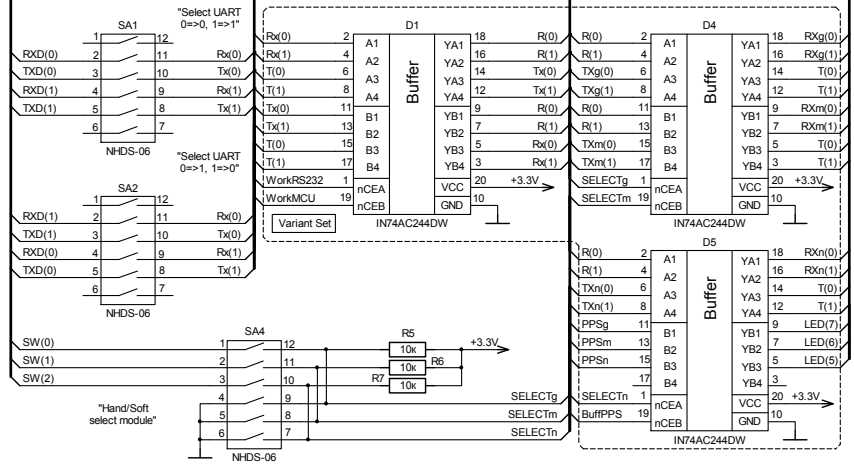 SA1
"Select UART
0=>0, 1=>1"
1 12
RXD(0) 2 11 Rx(0)
TXD(0) 3 10 Tx(0)
RXD(1) 4 9 Rx(1)
TXD(1) 5 8 Tx(1)
6 7
NHDS-06
"Select UART
0=>1, 1=>0"
SA2
1 12
RXD(1) 2 11 Rx(0)
TXD(1) 3 10 Tx(0)
RXD(0) 4 9 Rx(1)
TXD(0) 5 8 Tx(1)
6 7
NHDS-06
D1
Buffer
Rx(0) 2 A1 YA1 18 R(0)
Rx(1) 4 A2 YA2 16 R(1)
T(0) 6 A3 YA3 14 Tx(0)
T(1) 8 A4 YA4 12 Tx(1)
Tx(0) 11 B1 YB1 9 R(0)
Tx(1) 13 B2 YB2 7 R(1)
T(0) 15 B3 YB3 5 Rx(0)
T(1) 17 B4 YB4 3 Rx(1)
WorkRS232 1 nCEA VCC 20 +3.3V
WorkMCU 19 nCEB GND 10
Variant Set
IN74AC244DW
D4
Buffer
R(0) 2 A1 YA1 18 RXg(0)
R(1) 4 A2 YA2 16 RXg(1)
TXg(0) 6 A3 YA3 14 T(0)
TXg(1) 8 A4 YA4 12 T(1)
R(0) 11 B1 YB1 9 RXm(0)
R(1) 13 B2 YB2 7 RXm(1)
TXm(0) 15 B3 YB3 5 T(0)
TXm(1) 17 B4 YB4 3 T(1)
SELECTg 1 nCEA VCC 20 +3.3V
SELECTm 19 nCEB GND 10
IN74AC244DW
D5
Buffer
R(0) 2 A1 YA1 18 RXn(0)
R(1) 4 A2 YA2 16 RXn(1)
TXn(0) 6 A3 YA3 14 T(0)
TXn(1) 8 A4 YA4 12 T(1)
PPSg 11 B1 YB1 9 LED(7)
PPSm 13 B2 YB2 7 LED(6)
PPSn 15 B3 YB3 5 LED(5)
17 B4 YB4 3
SELECTn 1 nCEA VCC 20 +3.3V
BuffPPS 19 nCEB GND 10
IN74AC244DW
SA4
SW(0) 1 12
SW(1) 2 11
SW(2) 3 10
4 9 SELECTg
5 8 SELECTm
6 7 SELECTn
"Hand/Soft
select module"
NHDS-06
R5
10к +3.3V
10к R6
R7 10к